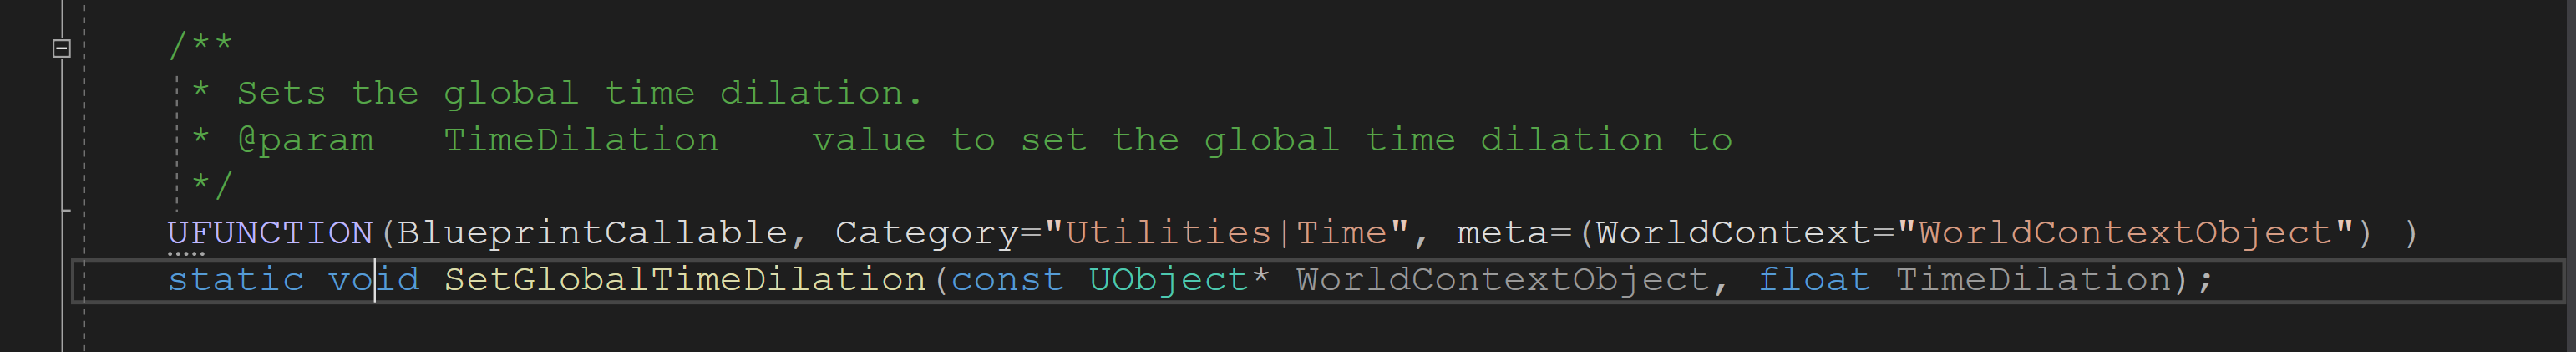 /**
* Sets the global time dilation.
* @param   TimeDilation    value to set the global time dilation to
*/
UFUNCTION(BlueprintCallable, Category="Utilities|Time", meta=(WorldContext="WorldContextObject") )
static void SetGlobalTimeDilation(const UObject* WorldContextObject, float TimeDilation);